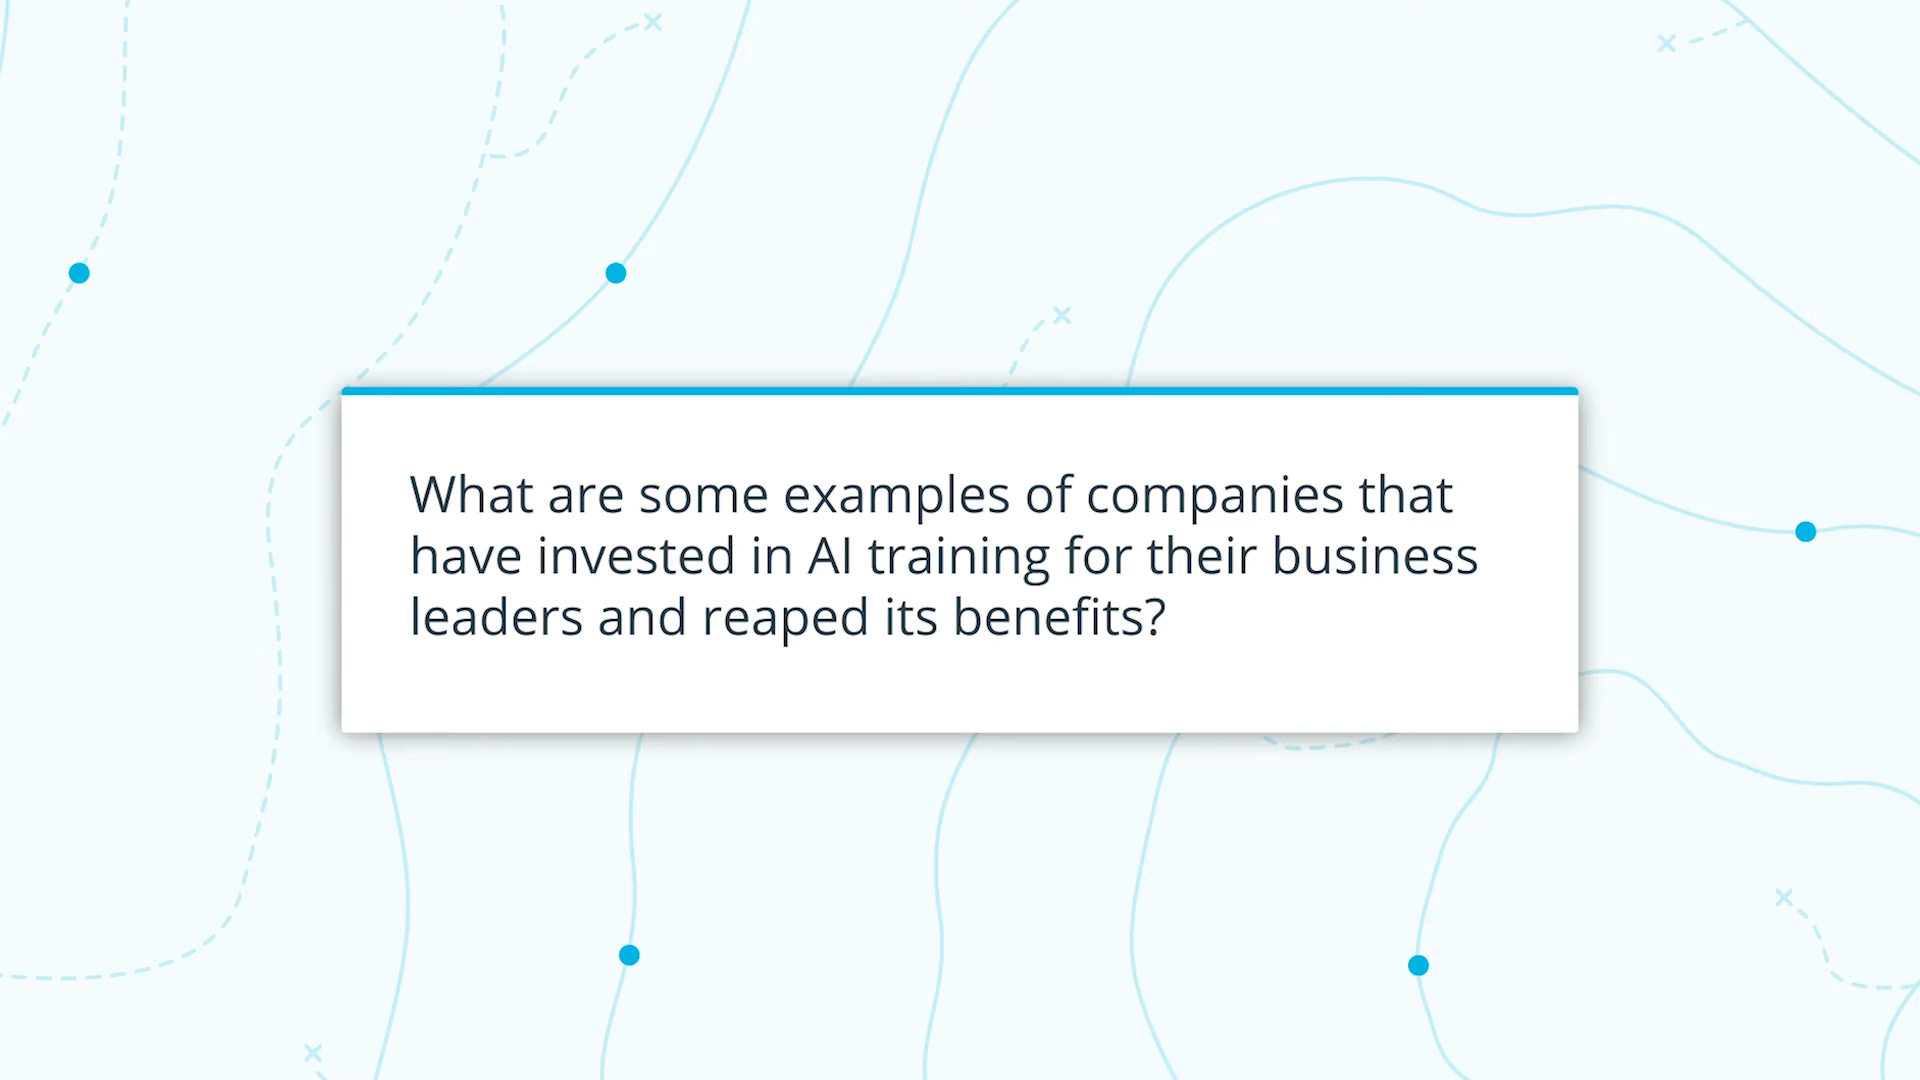 What are some examples of companies that
have invested in AI training for their business
leaders and reaped its benefits?